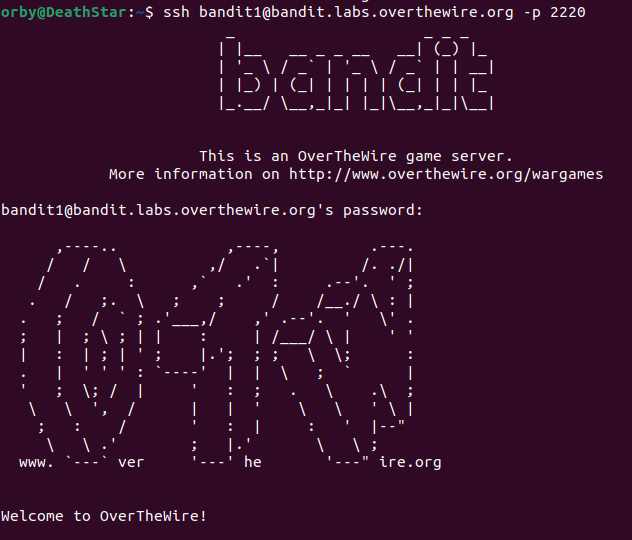 orby@DeathStar:~$ ssh bandit1@bandit.labs.overthewire.org -p 2220
bandit
This is an OverTheWire game server.
More information on http://www.overthewire.org/wargames
bandit1@bandit.labs.overthewire.org's password:
www. `---` ver '---' he '---" ire.org
Welcome to OverTheWire!